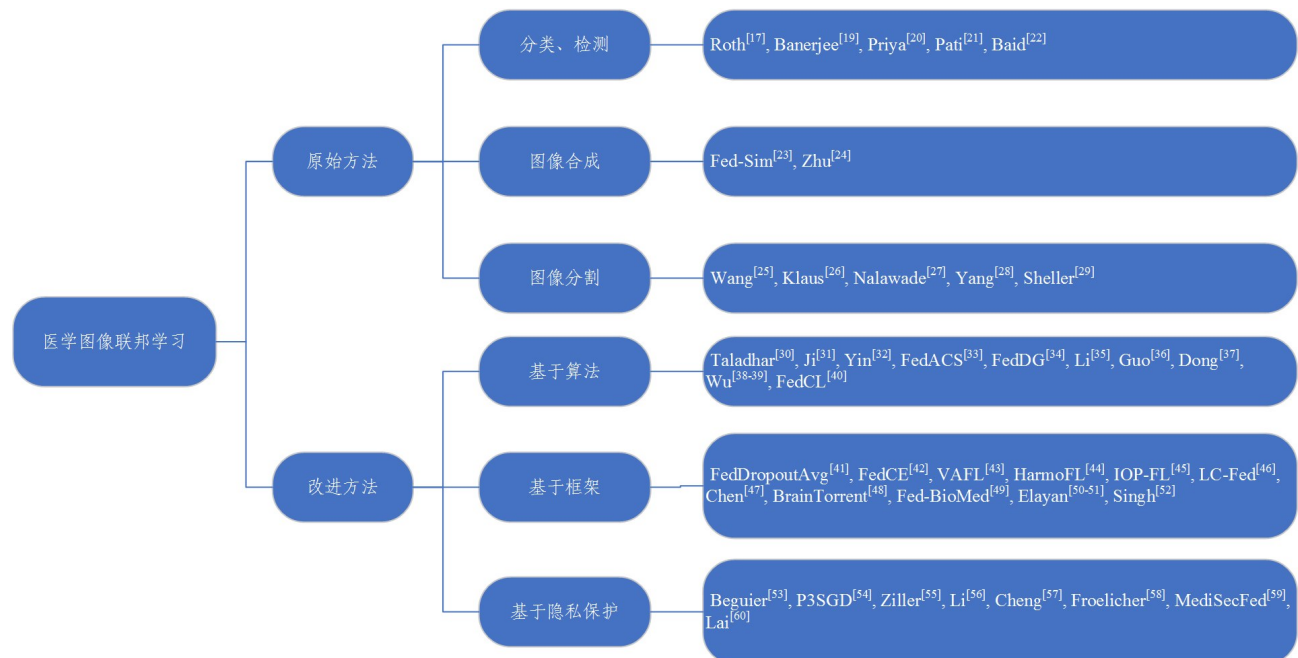 医学图像联邦学习
原始方法
分类、检测
Roth[17], Banerjee[19], Priya[20], Pati[21], Baid[22]
图像合成
Fed-Sim[23], Zhu[24]
图像分割
Wang[25], Klaus[26], Nalawade[27], Yang[28], Sheller[29]
改进方法
基于算法
Taladhar[30], Ji[31], Yin[32], FedACS[33], FedDG[34], Li[35], Guo[36], Dong[37],
Wu[38-39], FedCL[40]
基于框架
FedDropoutAvg[41], FedCE[42], VAFL[43], HarmoFL[44], IOP-FL[45], LC-Fed[46],
Chen[47], BrainTorrent[48], Fed-BioMed[49], Elayan[50-51], Singh[52]
基于隐私保护
Beguier[53], P3SGD[54], Ziller[55], Li[56], Cheng[57], Froelicher[58], MediSecFed[59],
Lai[60]